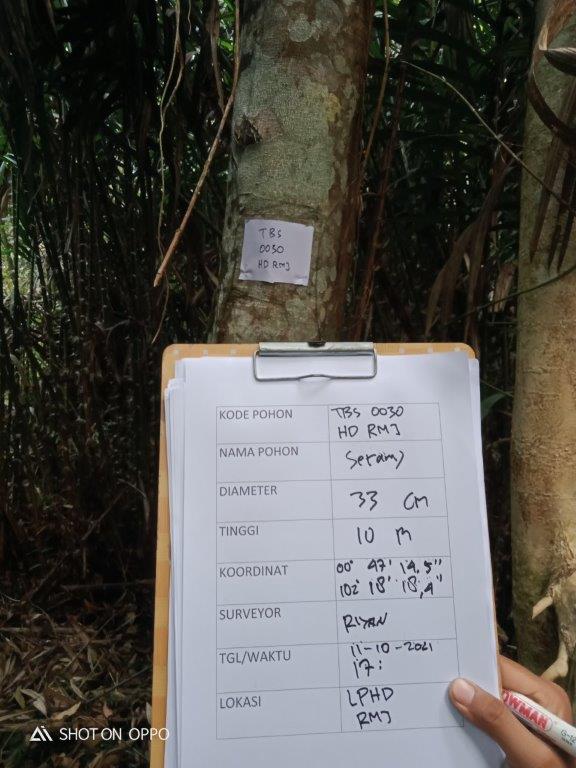 TBS
0030
HD RMJ
KODE POHON TBS 0030
HD RMJ
NAMA POHON
DIAMETER 33 CM
TINGGI 10 M
KOORDINAT 00° 47' 14,5"
102° 18' 18,4"
SURVEYOR RIYAN
TGL/WAKTU 11-10-2021
17:
LOKASI LPHD
RMJ
SNOWMAN
SHOT ON OPPO